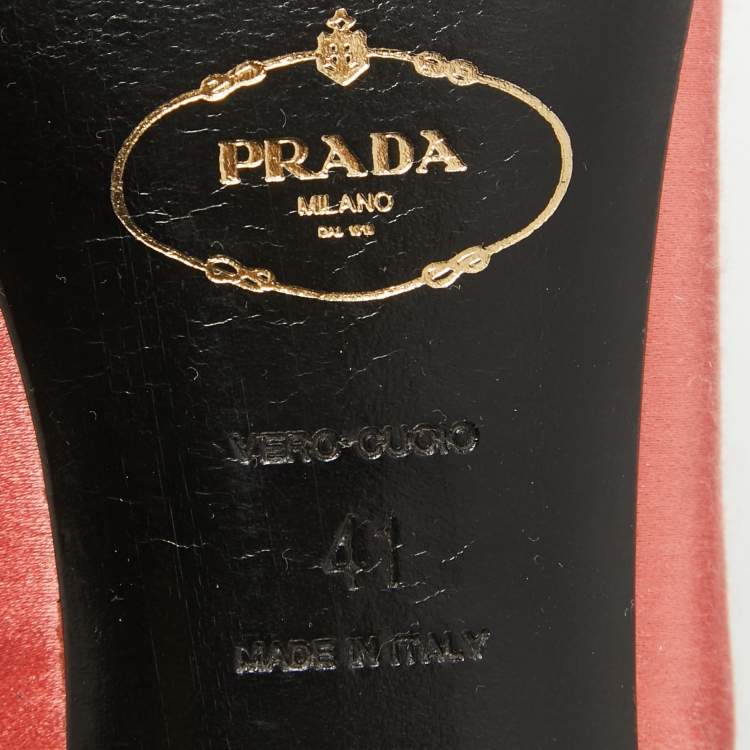 PRADA
MILANO
DAL 1913
VERO CUOIO
41
MADE IN ITALY